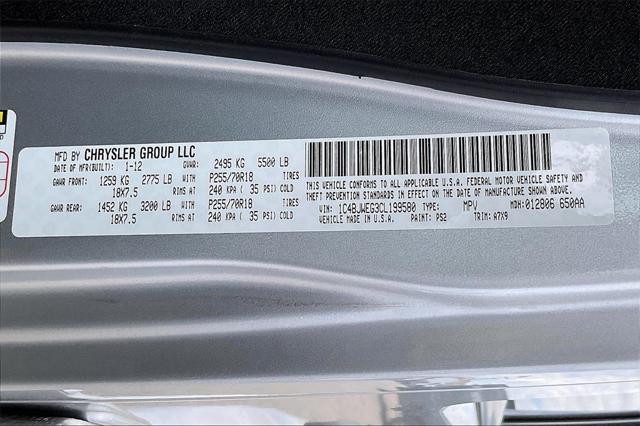 MFD BY CHRYSLER GROUP LLC
DATE OF MFR(BUILT): 1-12 GVWR: 2495 KG 5500 LB
GAWR FRONT: 1259 KG 2775 LB P255/70R18 TIRES
18X7.5 RIMS AT 240 KPA ( 35 PSI) COLD
GAWR REAR: 1452 KG 3200 LB P255/70R18 TIRES
18X7.5 RIMS AT 240 KPA ( 35 PSI) COLD
THIS VEHICLE CONFORMS TO ALL APPLICABLE U.S.A. FEDERAL MOTOR VEHICLE SAFETY AND
THEFT PREVENTION STANDARDS IN EFFECT ON THE DATE OF MANUFACTURE SHOWN ABOVE.
VIN: 1C4BJWEG3CL199580 TYPE: MPV MDH: 012806 650AA
VEHICLE MADE IN U.S.A. PAINT: PS2 TRIM: A7X9